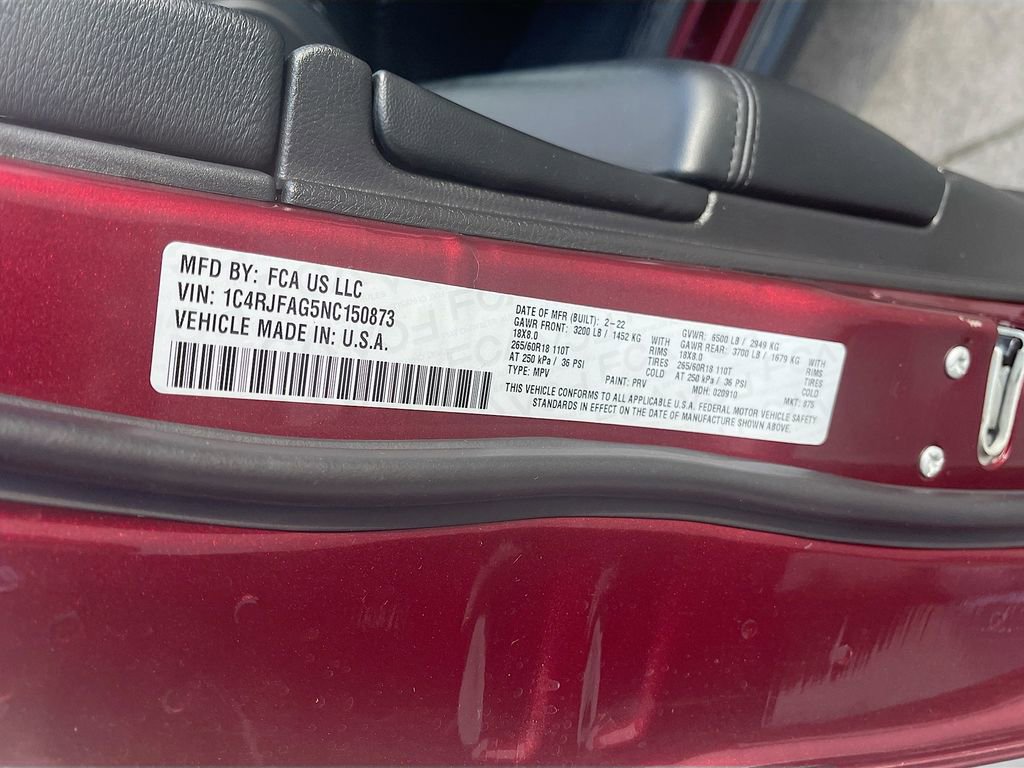 MFD BY: FCA US LLC
VIN: 1C4RJFAG5NC150873
VEHICLE MADE IN: U.S.A.
DATE OF MFR (BUILT): 2-22 GVWR: 6500 LB / 2949 KG
GAWR FRONT: 3200 LB / 1452 KG WITH GAWR REAR: 3700 LB / 1679 KG WITH
18X8.0 RIMS 18X8.0 RIMS
265/60R18 110T TIRES 265/60R18 110T TIRES
AT 250 kPa / 36 PSI COLD AT 250 kPa / 36 PSI COLD
TYPE: MPV PAINT: PRV MDH: 020910 MKT: 875
THIS VEHICLE CONFORMS TO ALL APPLICABLE U.S.A. FEDERAL MOTOR VEHICLE SAFETY
STANDARDS IN EFFECT ON THE DATE OF MANUFACTURE SHOWN ABOVE.